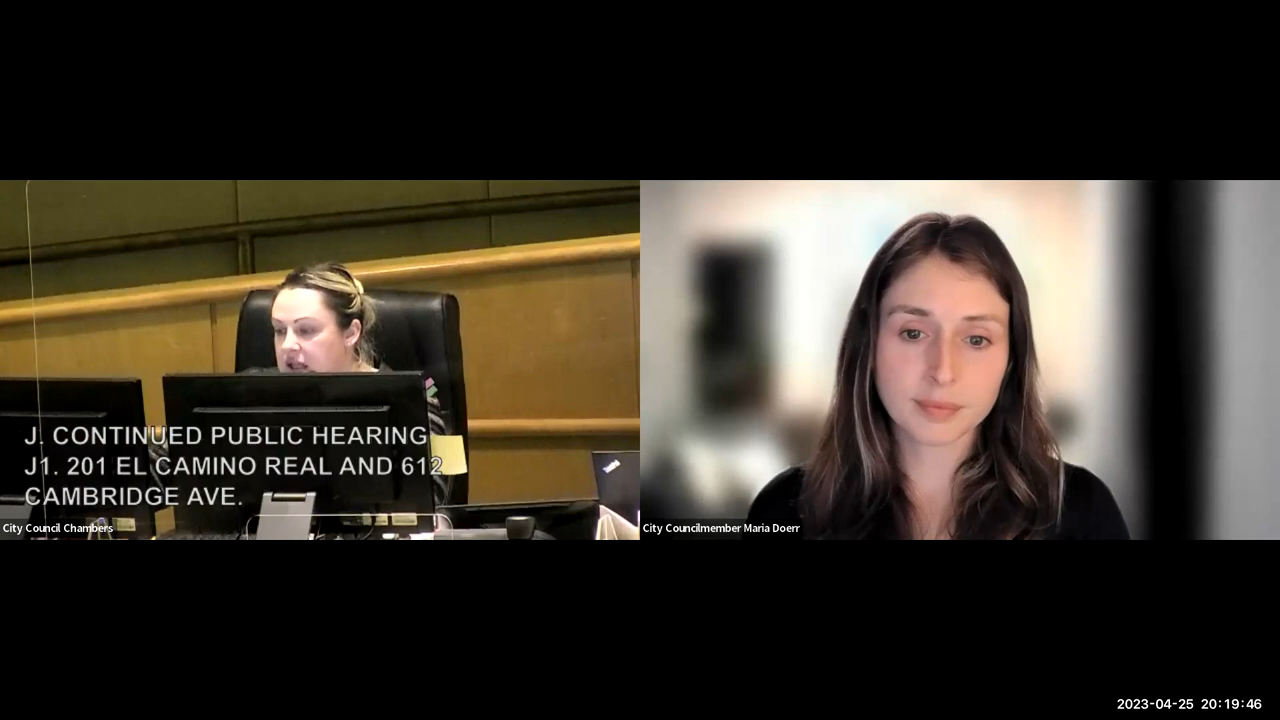 J. CONTINUED PUBLIC HEARING
J1. 201 EL CAMINO REAL AND 612
CAMBRIDGE AVE.
City Council Chambers
City Councilmember Maria Doerr
2023-04-25 20:19:46